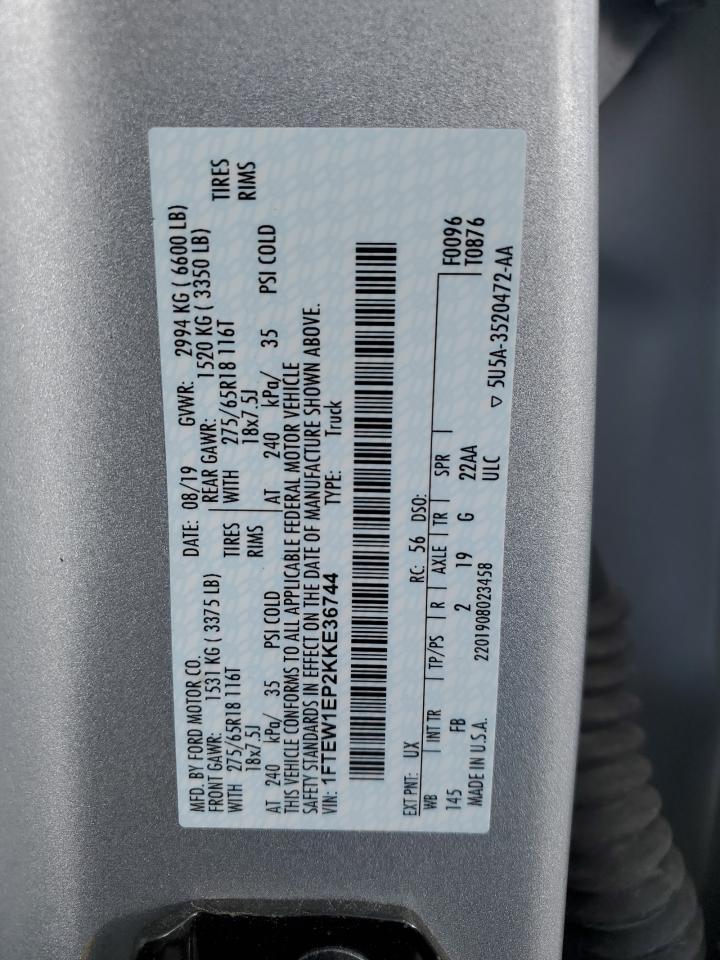 MFD. BY FORD MOTOR CO. DATE: 08/19 GVWR: 2994 KG ( 6600 LB)
FRONT GAWR: 1531 KG ( 3375 LB) REAR GAWR: 1520 KG ( 3350 LB)
WITH 275/65R18 116T TIRES WITH 275/65R18 116T TIRES
18x7.5J RIMS 18x7.5J RIMS
AT 240 kPa/ 35 PSI COLD AT 240 kPa/ 35 PSI COLD
THIS VEHICLE CONFORMS TO ALL APPLICABLE FEDERAL MOTOR VEHICLE
SAFETY STANDARDS IN EFFECT ON THE DATE OF MANUFACTURE SHOWN ABOVE.
VIN: 1FTEW1EP2KKE36744 TYPE: Truck
EXT PNT: UX RC: 56 DSO:
WB INT TR TP/PS R AXLE TR SPR F0096
145 FB 2 19 G 22AA T0876
MADE IN U.S.A. 2201908023458 ULC ▽ 5U5A-3520472-AA